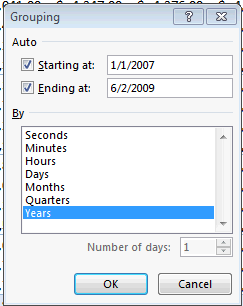 Grouping
Auto
Starting at: 1/1/2007
Ending at: 6/2/2009
By
Seconds
Minutes
Hours
Days
Months
Quarters
Years
Number of days: 1
OK Cancel